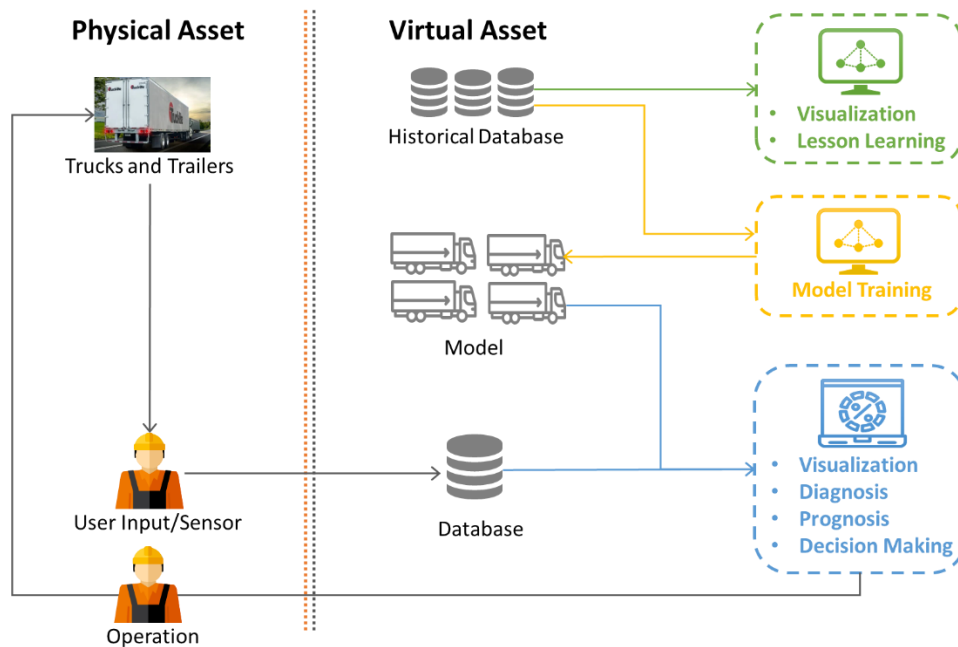 Physical Asset
Virtual Asset
Trucks and Trailers
Historical Database
• Visualization
• Lesson Learning
Model Training
Model
User Input/Sensor
Database
• Visualization
• Diagnosis
• Prognosis
• Decision Making
Operation